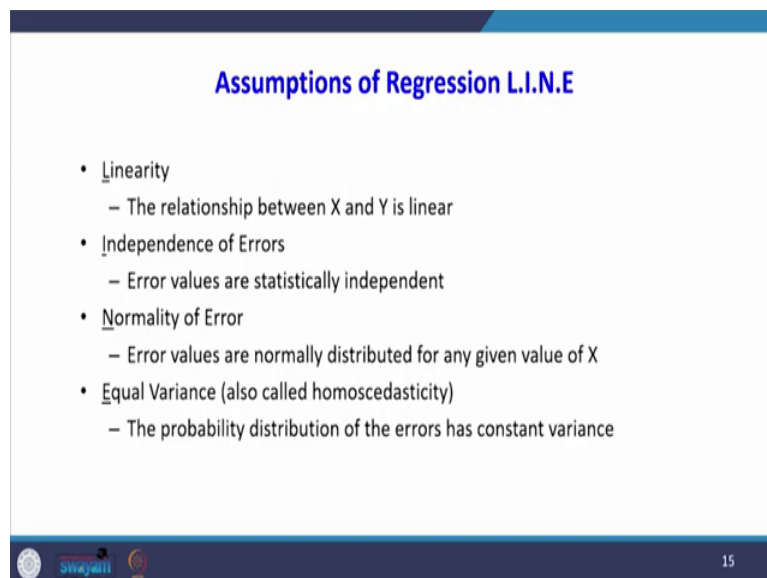 Assumptions of Regression L.I.N.E
• Linearity
– The relationship between X and Y is linear
• Independence of Errors
– Error values are statistically independent
• Normality of Error
– Error values are normally distributed for any given value of X
• Equal Variance (also called homoscedasticity)
– The probability distribution of the errors has constant variance
swayam
15